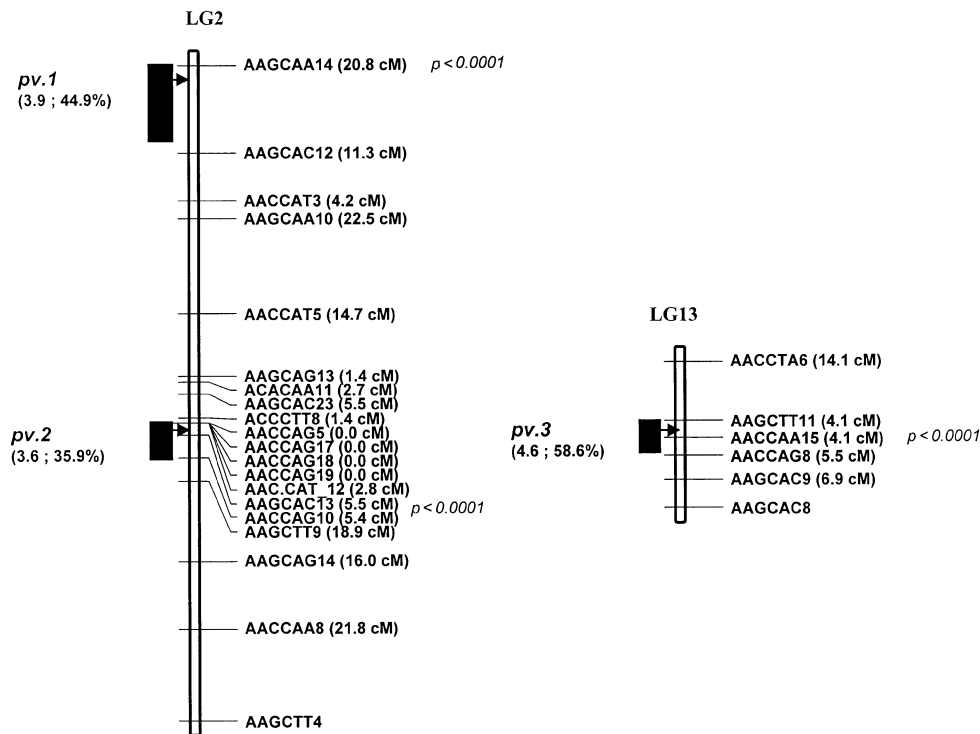 LG2
pv.1
(3.9 ; 44.9%)
AAGCAA14 (20.8 cM) p < 0.0001
AAGCAC12 (11.3 cM)
AACCAT3 (4.2 cM)
AAGCAA10 (22.5 cM)
AACCAT5 (14.7 cM)
AAGCAG13 (1.4 cM)
ACACAA11 (2.7 cM)
AAGCAC23 (5.5 cM)
ACCCTT8 (1.4 cM)
AACCAG5 (0.0 cM)
AACCAG17 (0.0 cM)
AACCAG18 (0.0 cM)
AACCAG19 (0.0 cM)
AAC.CAT_12 (2.8 cM)
AAGCAC13 (5.5 cM) p < 0.0001
AACCAG10 (5.4 cM)
AAGCTT9 (18.9 cM)
pv.2
(3.6 ; 35.9%)
AAGCAG14 (16.0 cM)
AACCAA8 (21.8 cM)
AAGCTT4
LG13
AACCTA6 (14.1 cM)
pv.3
(4.6 ; 58.6%)
AAGCTT11 (4.1 cM)
AACCAA15 (4.1 cM) p < 0.0001
AACCAG8 (5.5 cM)
AAGCAC9 (6.9 cM)
AAGCAC8